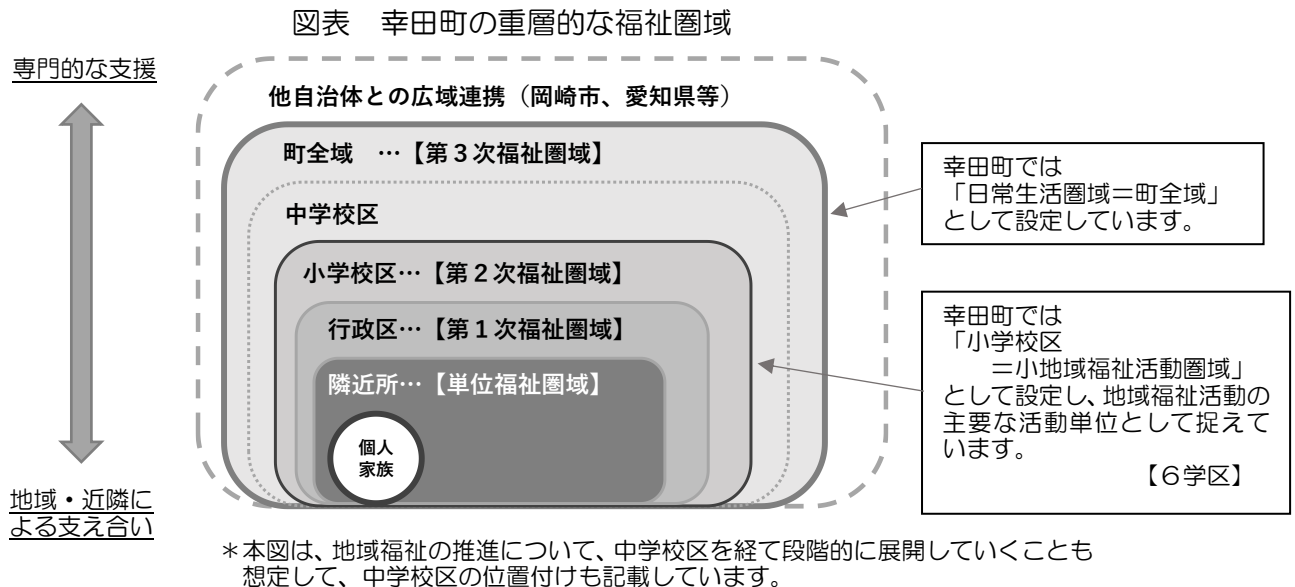 図表　幸田町の重層的な福祉圏域
専門的な支援
他自治体との広域連携（岡崎市、愛知県等）
町全域　…【第３次福祉圏域】
中学校区
小学校区…【第２次福祉圏域】
行政区…【第１次福祉圏域】
隣近所…【単位福祉圏域】
個人
家族
地域・近隣に
よる支え合い
幸田町では
「日常生活圏域＝町全域」
として設定しています。
幸田町では
「小学校区
＝小地域福祉活動圏域」
として設定し、地域福祉活動の
主要な活動単位として捉えて
います。
【６学区】
＊本図は、地域福祉の推進について、中学校区を経て段階的に展開していくことも
想定して、中学校区の位置付けも記載しています。